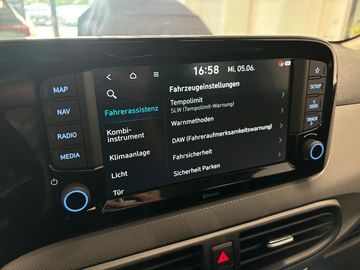 16:58 Mi, 05.06.
MAP
NAV
RADIO
MEDIA
Fahrerassistenz
Kombi-
instrument
Klimaanlage
Licht
Tür
Fahrzeugeinstellungen
Tempolimit
SLW (Tempolimit-Warnung)
Warnmethoden
DAW (Fahreraufmerksamkeitswarnung)
Fahrsicherheit
Sicherheit Parken
SETUP
SEEK
TRACK